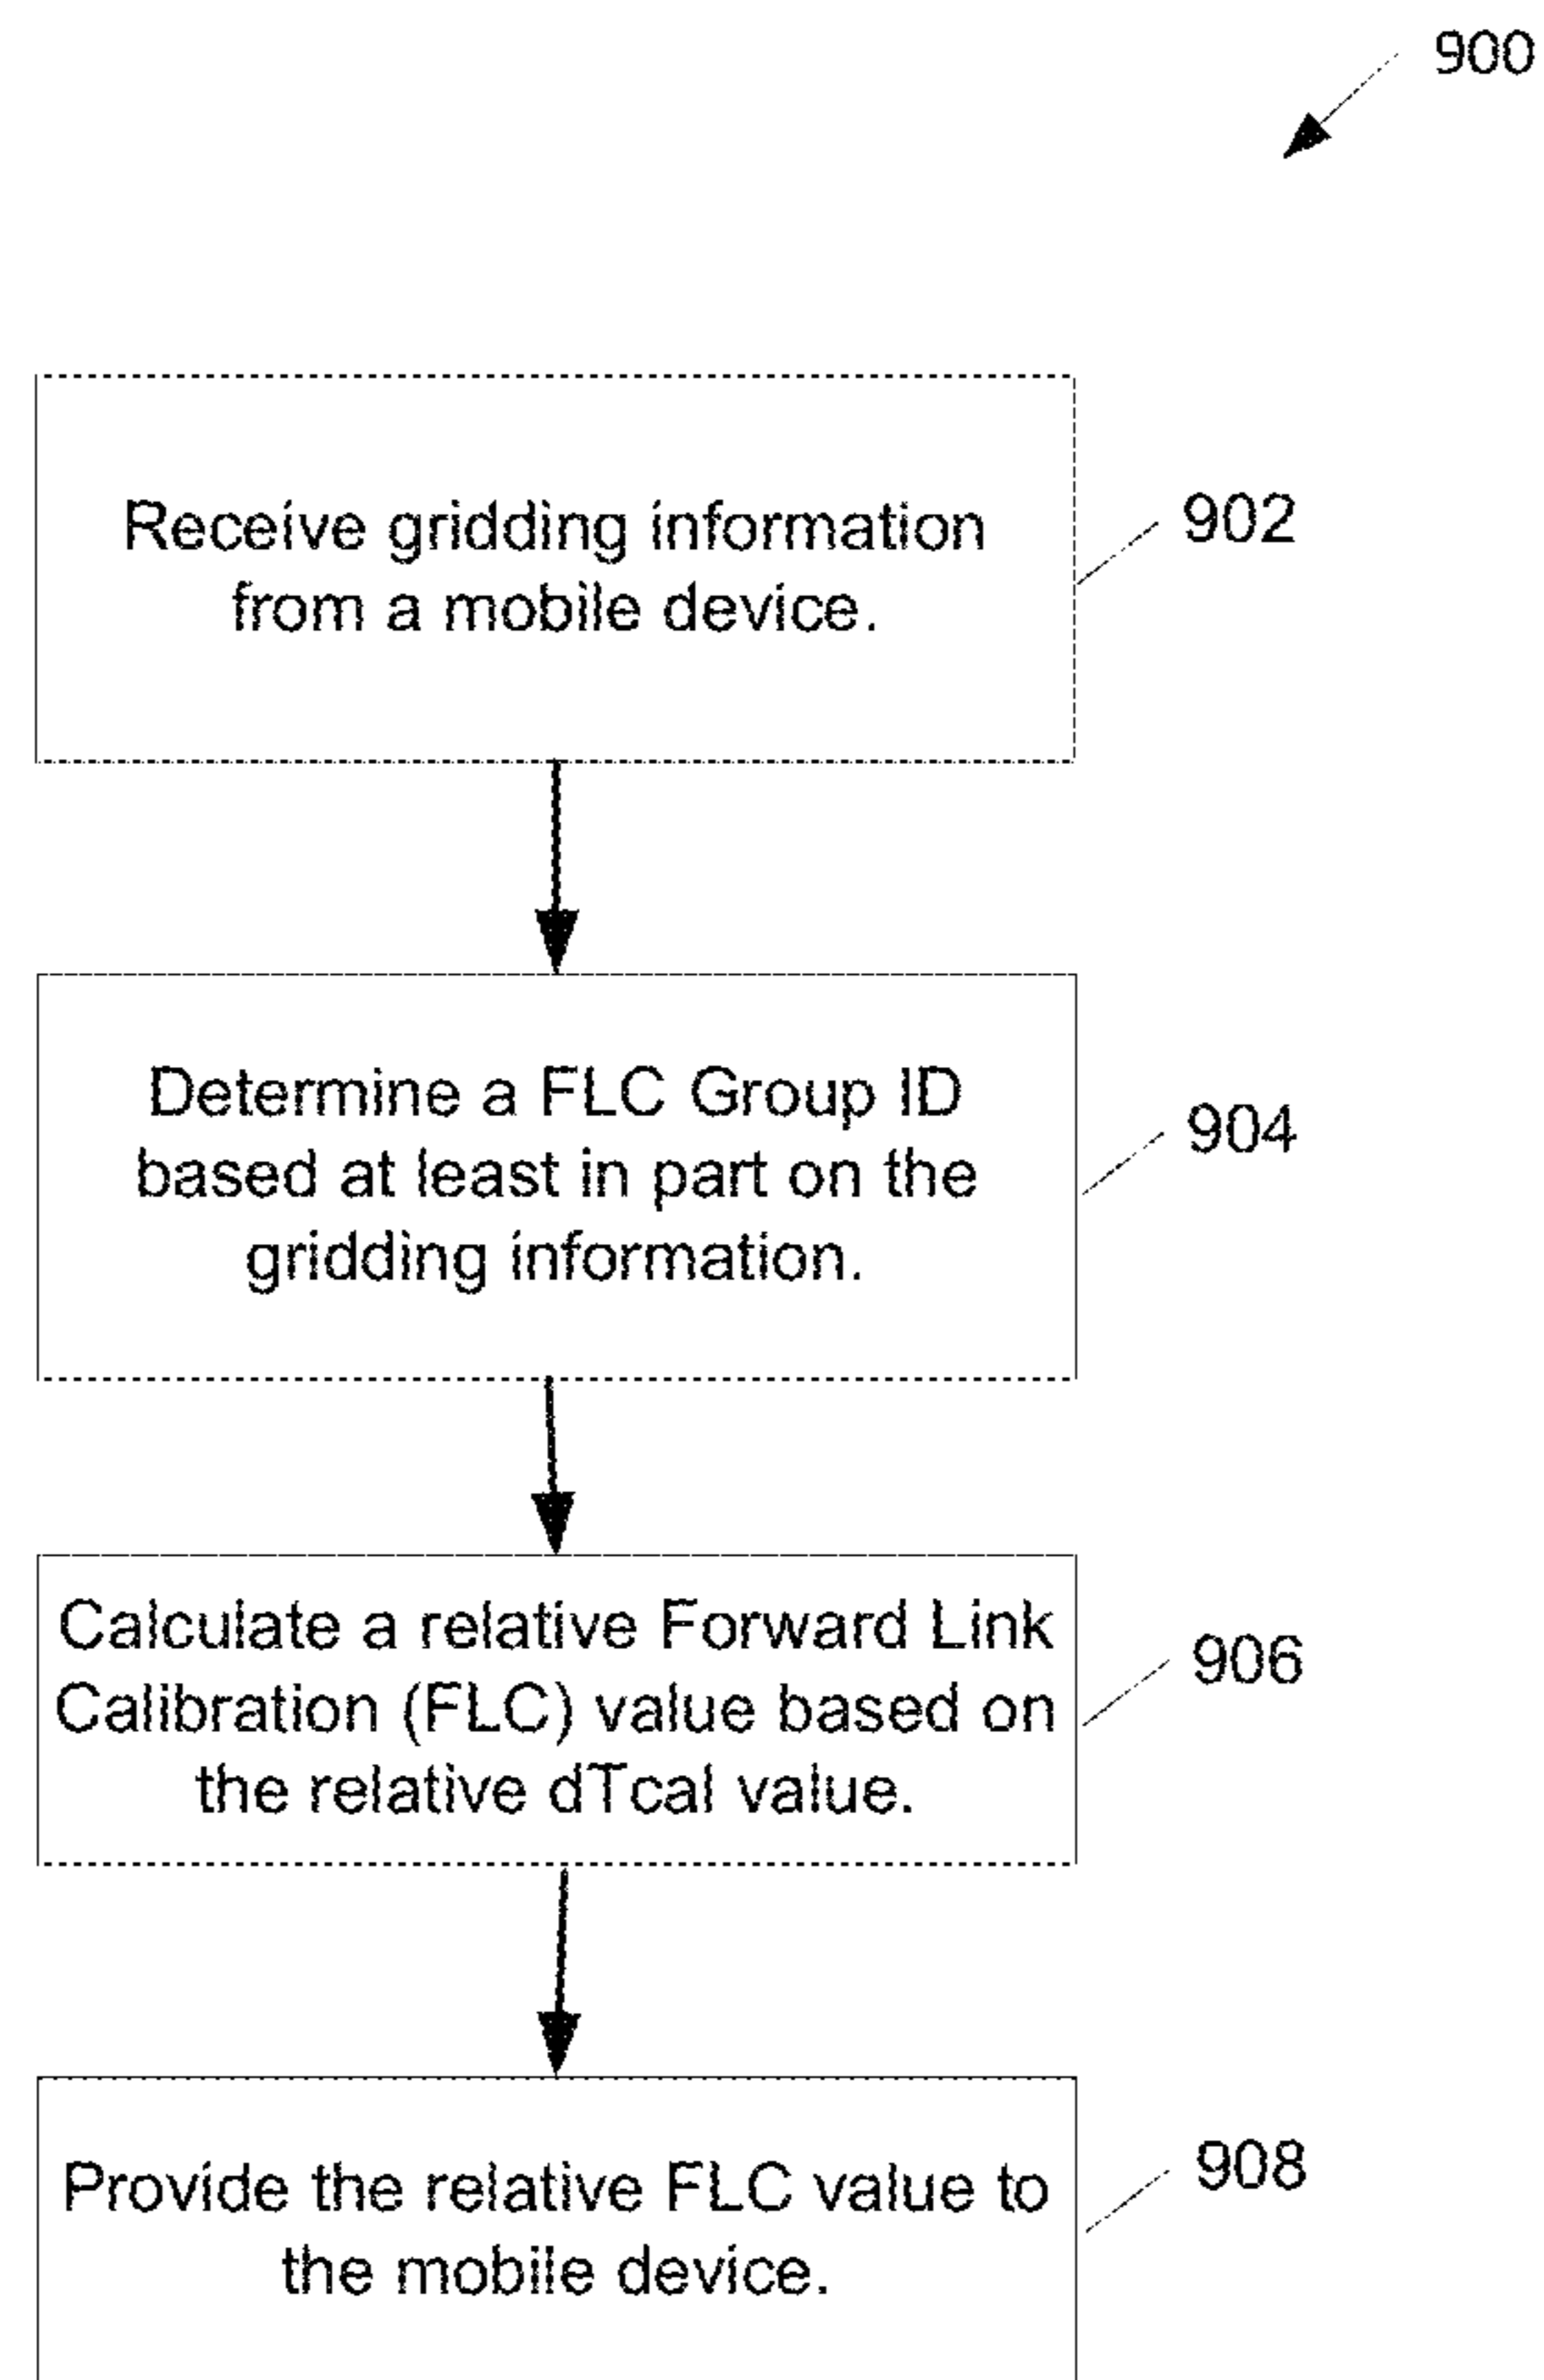 900
Receive gridding information
from a mobile device.
902
Determine a FLC Group ID
based at least in part on the
gridding information.
904
Calculate a relative Forward Link
Calibration (FLC) value based on
the relative dTcal value.
906
Provide the relative FLC value to
the mobile device.
908